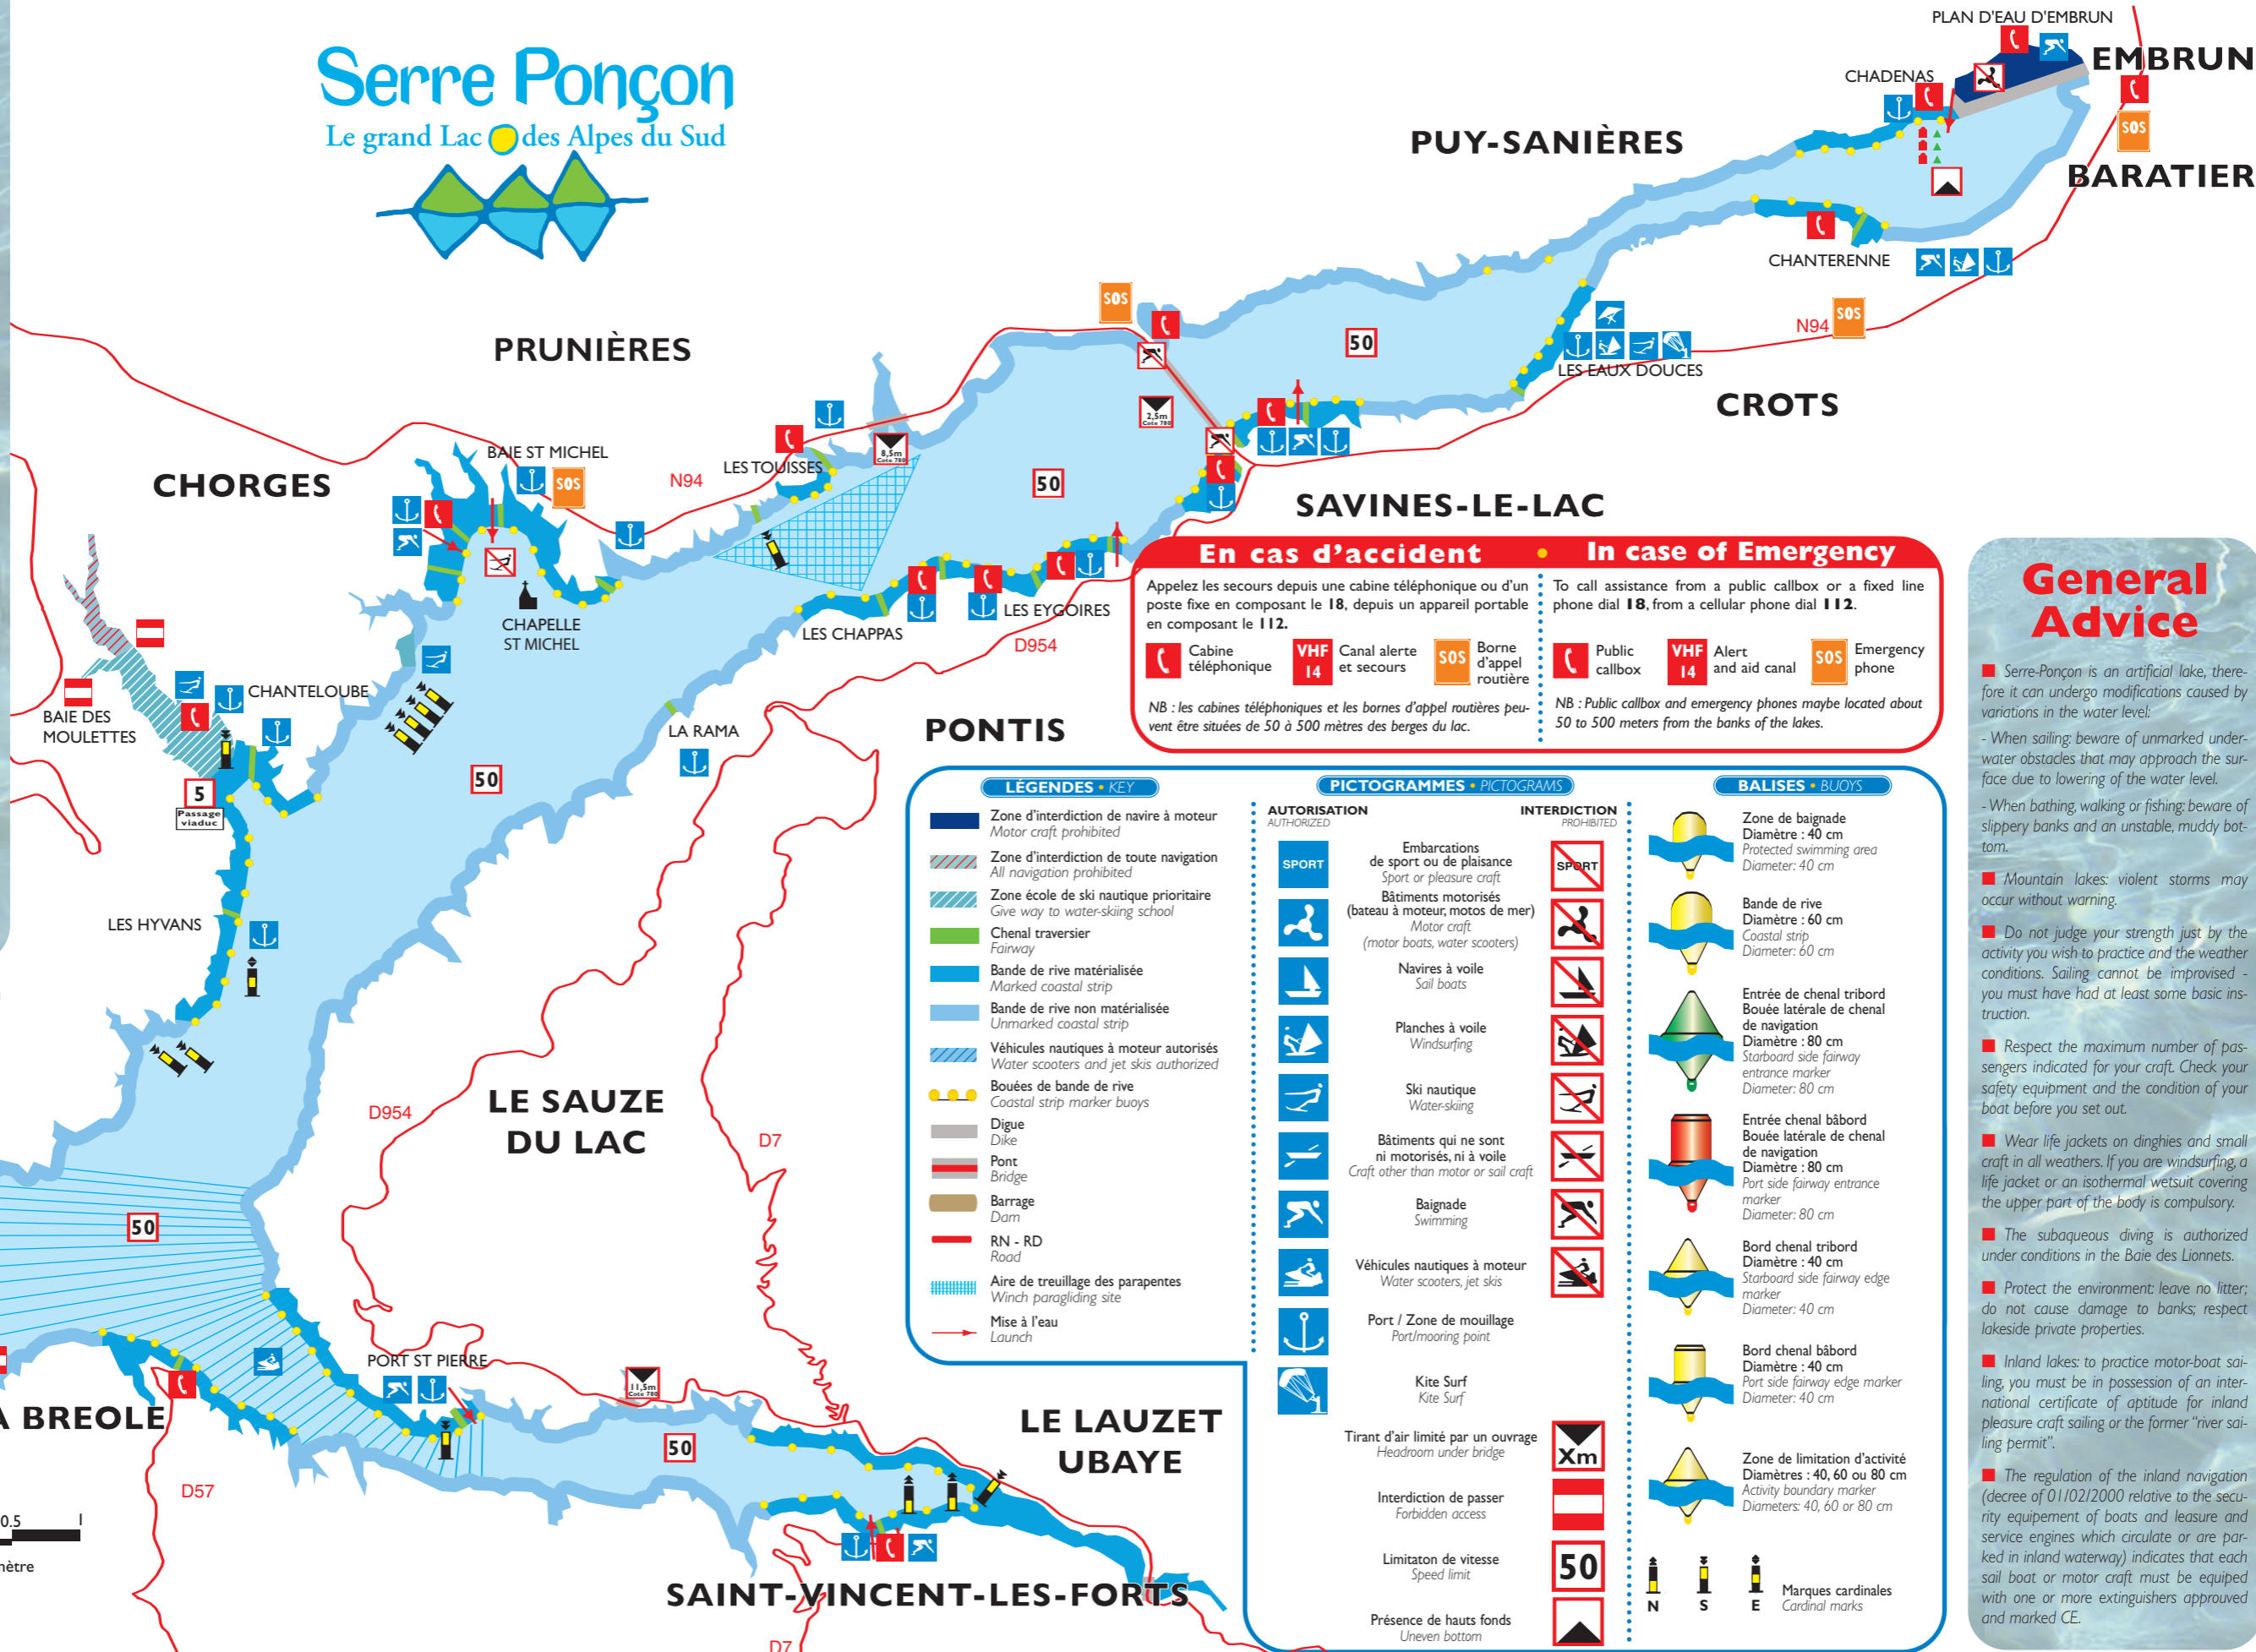 Serre Ponçon
Le grand Lac des Alpes du Sud
PLAN D'EAU D'EMBRUN
EMBRUN
CHADENAS
SOS
BARATIER
PUY-SANIÈRES
CHANTERENNE
SOS
N94
SOS
50
LES EAUX DOUCES
CROTS
PRUNIÈRES
2,5m
Cote 780
8,5m
Cote 780
BAIE ST MICHEL
LES TOUISSES
N94
SOS
50
CHORGES
SAVINES-LE-LAC
CHAPELLE
ST MICHEL
LES CHAPPAS
LES EYGOIRES
D954
BAIE DES
MOULETTES
CHANTELOUBE
LA RAMA
PONTIS
50
5
Passage
viaduc
LES HYVANS
D954
LE SAUZE
DU LAC
D7
50
PORT ST PIERRE
11,5m
Cote 780
BREOLE
50
LE LAUZET
UBAYE
D57
0.5 1
mètre
SAINT-VINCENT-LES-FORTS
D7
En cas d'accident • In case of Emergency
Appelez les secours depuis une cabine téléphonique ou d'un
poste fixe en composant le 18, depuis un appareil portable
en composant le 112.
Cabine
téléphonique
VHF
14
Canal alerte
et secours
SOS
Borne
d'appel
routière
NB : les cabines téléphoniques et les bornes d'appel routières peu-
vent être situées de 50 à 500 mètres des berges du lac.
To call assistance from a public callbox or a fixed line
phone dial 18, from a cellular phone dial 112.
Public
callbox
VHF
14
Alert
and aid canal
SOS
Emergency
phone
NB : Public callbox and emergency phones maybe located about
50 to 500 meters from the banks of the lakes.
LÉGENDES • KEY
Zone d'interdiction de navire à moteur
Motor craft prohibited
Zone d'interdiction de toute navigation
All navigation prohibited
Zone école de ski nautique prioritaire
Give way to water-skiing school
Chenal traversier
Fairway
Bande de rive matérialisée
Marked coastal strip
Bande de rive non matérialisée
Unmarked coastal strip
Véhicules nautiques à moteur autorisés
Water scooters and jet skis authorized
Bouées de bande de rive
Coastal strip marker buoys
Digue
Dike
Pont
Bridge
Barrage
Dam
RN - RD
Road
Aire de treuillage des parapentes
Winch paragliding site
Mise à l'eau
Launch
PICTOGRAMMES • PICTOGRAMS
AUTORISATION
AUTHORIZED
INTERDICTION
PROHIBITED
SPORT
Embarcations
de sport ou de plaisance
Sport or pleasure craft
SPORT
Bâtiments motorisés
(bateau à moteur, motos de mer)
Motor craft
(motor boats, water scooters)
Navires à voile
Sail boats
Planches à voile
Windsurfing
Ski nautique
Water-skiing
Bâtiments qui ne sont
ni motorisés, ni à voile
Craft other than motor or sail craft
Baignade
Swimming
Véhicules nautiques à moteur
Water scooters, jet skis
Port / Zone de mouillage
Port/mooring point
Kite Surf
Kite Surf
Tirant d'air limité par un ouvrage
Headroom under bridge
Xm
Interdiction de passer
Forbidden access
Limitaton de vitesse
Speed limit
50
Présence de hauts fonds
Uneven bottom
BALISES • BUOYS
Zone de baignade
Diamètre : 40 cm
Protected swimming area
Diameter: 40 cm
Bande de rive
Diamètre : 60 cm
Coastal strip
Diameter: 60 cm
Entrée de chenal tribord
Bouée latérale de chenal
de navigation
Diamètre : 80 cm
Starboard side fairway
entrance marker
Diameter: 80 cm
Entrée chenal bâbord
Bouée latérale de chenal
de navigation
Diamètre : 80 cm
Port side fairway entrance
marker
Diameter: 80 cm
Bord chenal tribord
Diamètre : 40 cm
Starboard side fairway edge
marker
Diameter: 40 cm
Bord chenal bâbord
Diamètre : 40 cm
Port side fairway edge marker
Diameter: 40 cm
Zone de limitation d'activité
Diamètres : 40, 60 ou 80 cm
Activity boundary marker
Diameters: 40, 60 or 80 cm
N S E
Marques cardinales
Cardinal marks
General
Advice
Serre-Ponçon is an artificial lake, there-
fore it can undergo modifications caused by
variations in the water level:
- When sailing: beware of unmarked under-
water obstacles that may approach the sur-
face due to lowering of the water level.
- When bathing, walking or fishing: beware of
slippery banks and an unstable, muddy bot-
tom.
Mountain lakes: violent storms may
occur without warning.
Do not judge your strength just by the
activity you wish to practice and the weather
conditions. Sailing cannot be improvised -
you must have had at least some basic ins-
truction.
Respect the maximum number of pas-
sengers indicated for your craft. Check your
safety equipment and the condition of your
boat before you set out.
Wear life jackets on dinghies and small
craft in all weathers. If you are windsurfing, a
life jacket or an isothermal wetsuit covering
the upper part of the body is compulsory.
The subaqueous diving is authorized
under conditions in the Baie des Lionnets.
Protect the environment: leave no litter;
do not cause damage to banks; respect
lakeside private properties.
Inland lakes: to practice motor-boat sai-
ling, you must be in possession of an inter-
national certificate of aptitude for inland
pleasure craft sailing or the former "river sai-
ling permit".
The regulation of the inland navigation
(decree of 01/02/2000 relative to the secu-
rity equipement of boats and leasure and
service engines which circulate or are par-
ked in inland waterway) indicates that each
sail boat or motor craft must be equiped
with one or more extinguishers approuved
and marked CE.